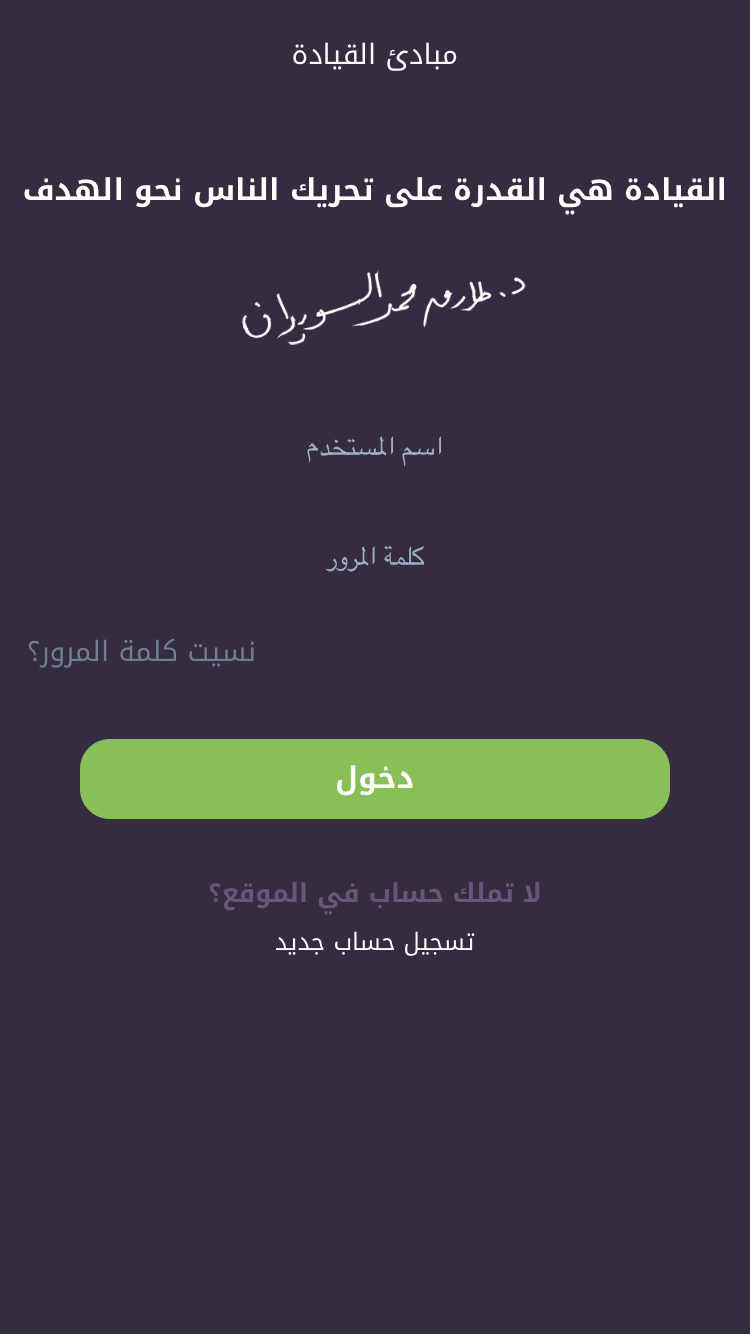 مبادئ القيادة
القيادة هي القدرة على تحريك الناس نحو الهدف
د. طارق محمد السويدان
اسم المستخدم
كلمة المرور
نسيت كلمة المرور؟
دخول
لا تملك حساب في الموقع؟
تسجيل حساب جديد